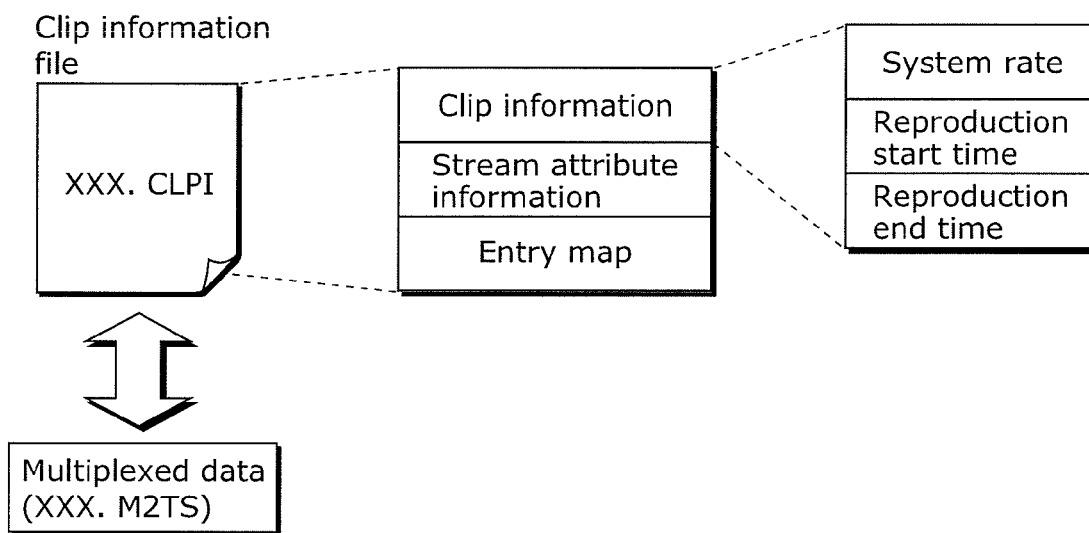 Clip information
file
XXX. CLPI
Multiplexed data
(XXX. M2TS)
Clip information
Stream attribute
information
Entry map
System rate
Reproduction
start time
Reproduction
end time